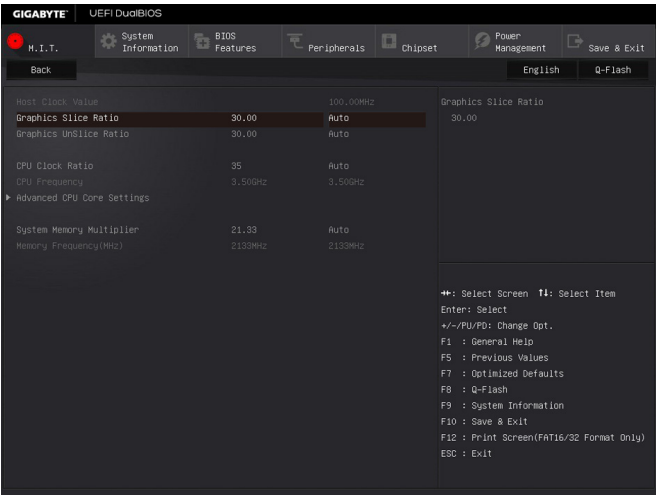 GIGABYTE™ UEFI DualBIOS
M.I.T. System Information BIOS Features Peripherals Chipset Power Management Save & Exit
Back English Q-Flash
Host Clock Value 100.00MHz
Graphics Slice Ratio 30.00 Auto
Graphics UnSlice Ratio 30.00 Auto
CPU Clock Ratio 35 Auto
CPU Frequency 3.50GHz 3.50GHz
Advanced CPU Core Settings
System Memory Multiplier 21.33 Auto
Memory Frequency(MHz) 2133MHz 2133MHz
Graphics Slice Ratio
30.00
→←: Select Screen ↑↓: Select Item
Enter: Select
+/-/PU/PD: Change Opt.
F1 : General Help
F5 : Previous Values
F7 : Optimized Defaults
F8 : Q-Flash
F9 : System Information
F10 : Save & Exit
F12 : Print Screen(FAT16/32 Format Only)
ESC : Exit